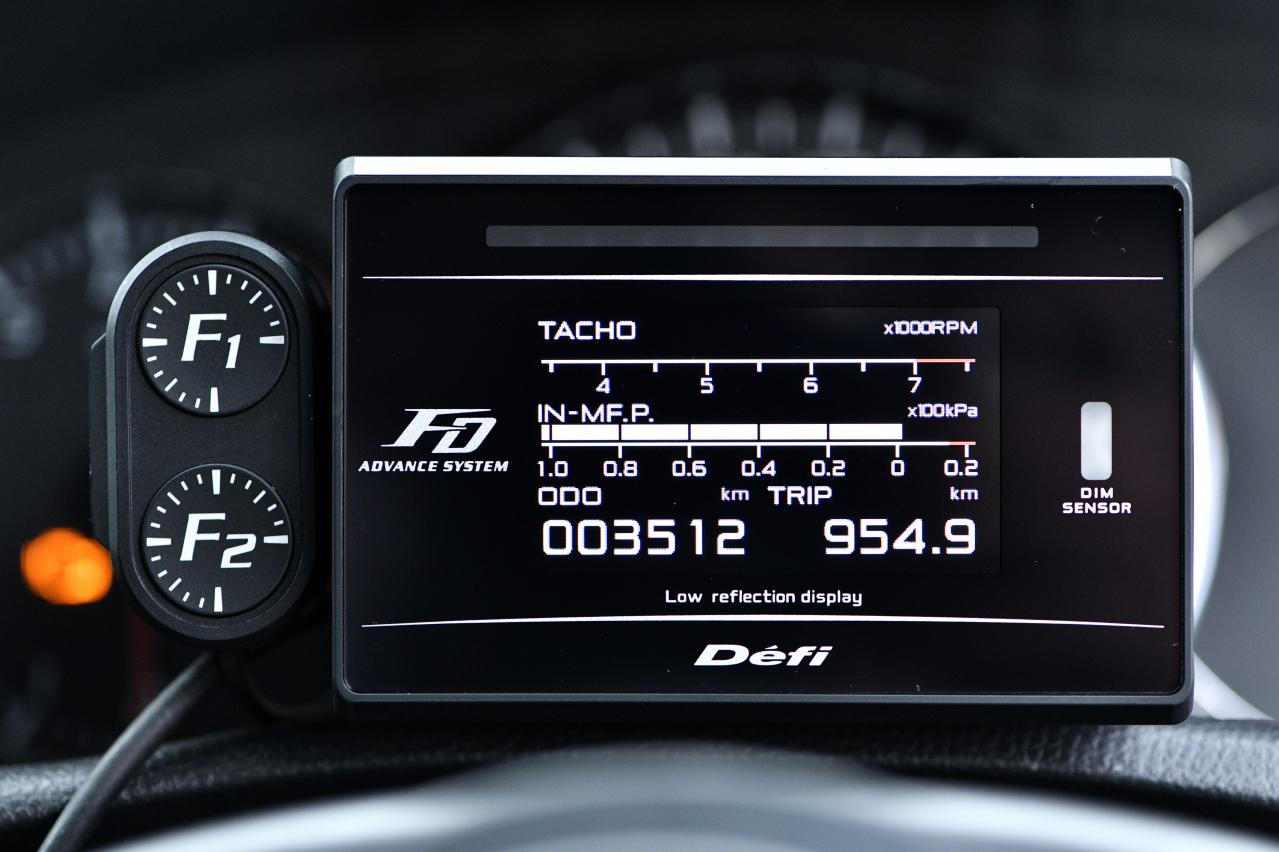 F1
F2
TACHO x1000RPM
4 5 6 7
IN-MF.P. x100kPa
1.0 0.8 0.6 0.4 0.2 0 0.2
ODO km TRIP km
003512 954.9
FD
ADVANCE SYSTEM
DIM
SENSOR
Low reflection display
Défi